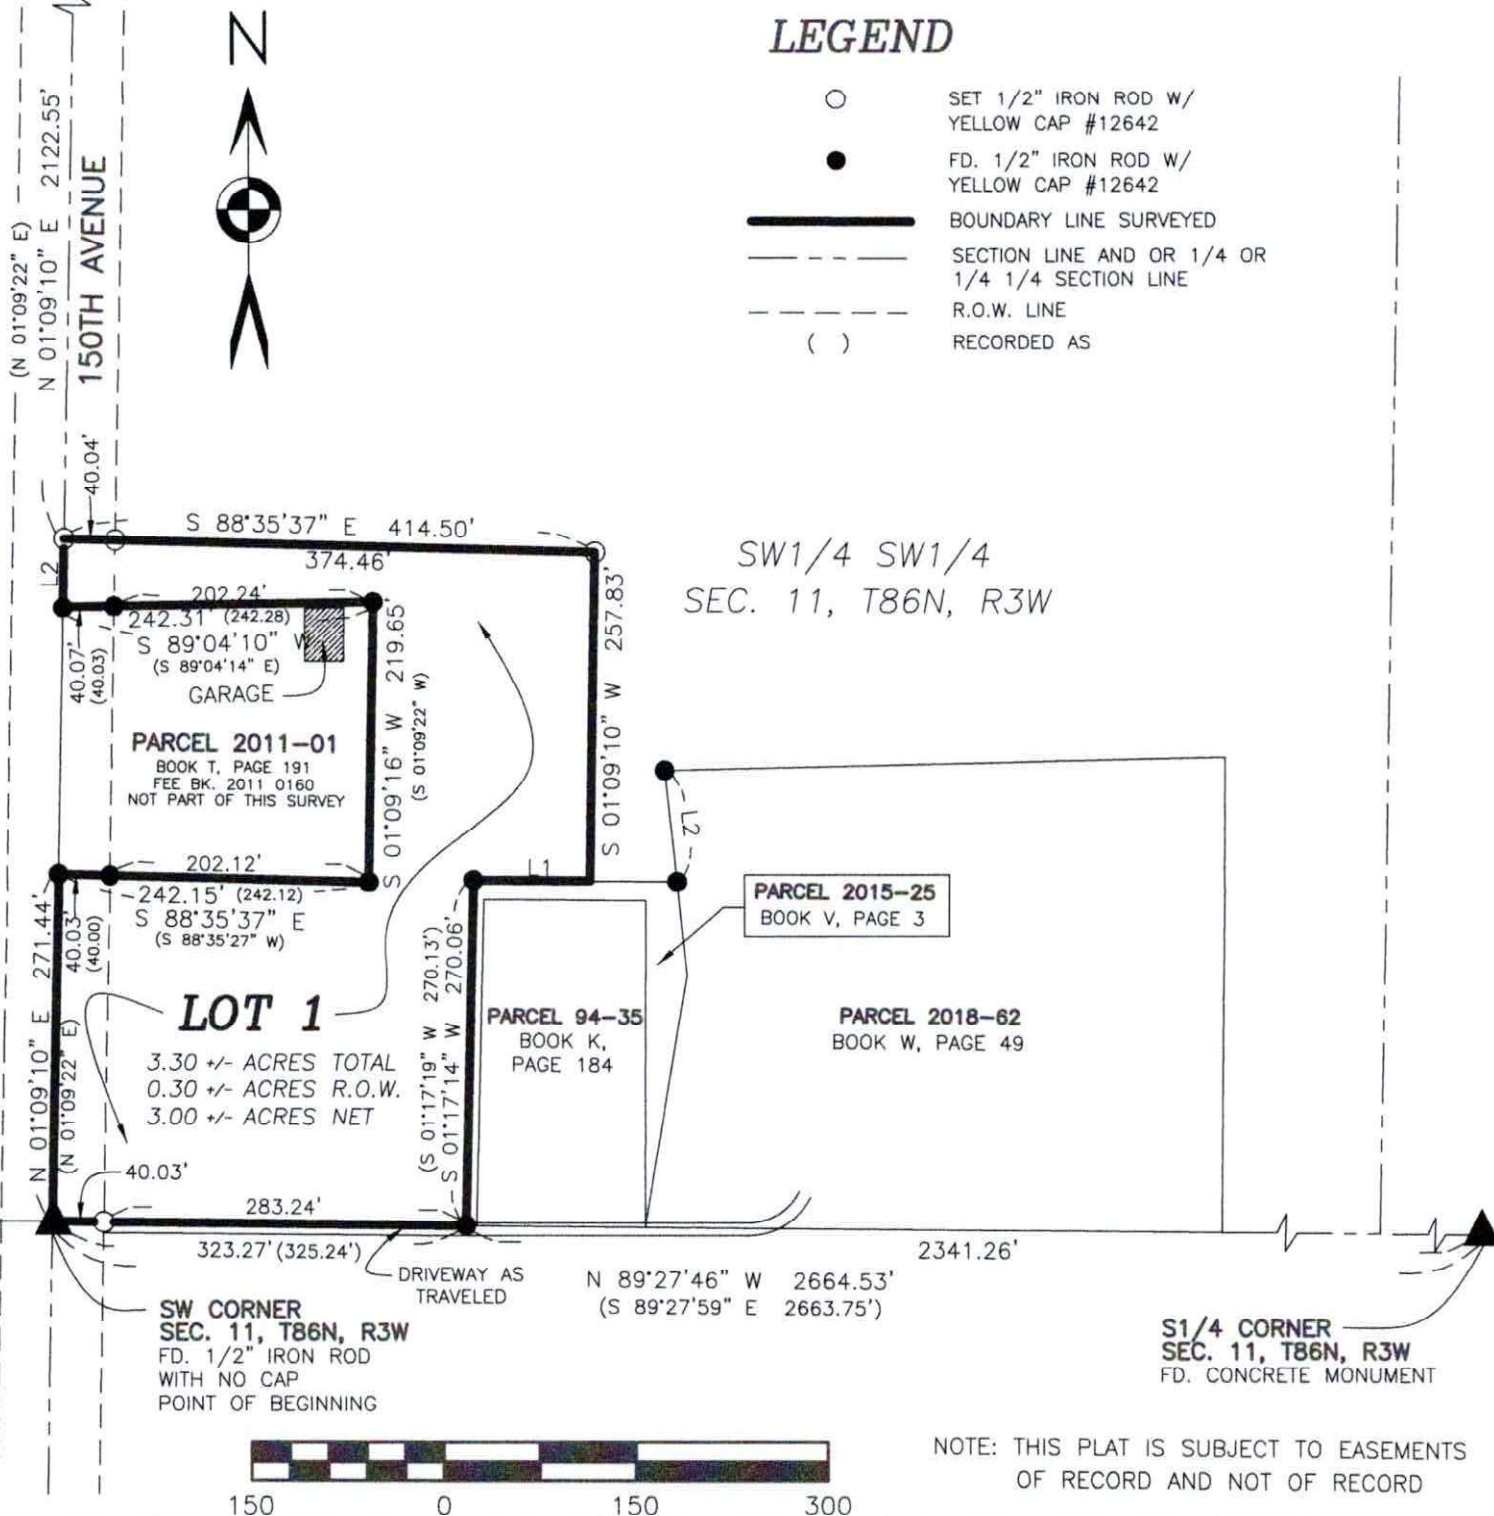 N
LEGEND
SET 1/2" IRON ROD W/
YELLOW CAP #12642
FD. 1/2" IRON ROD W/
YELLOW CAP #12642
BOUNDARY LINE SURVEYED
SECTION LINE AND OR 1/4 OR
1/4 1/4 SECTION LINE
R.O.W. LINE
( ) RECORDED AS
(N 01°09'22" E)
N 01°09'10" E 2122.55'
150TH AVENUE
40.04'
S 88°35'37" E 414.50'
374.46'
L2
202.24'
242.31' (242.28)
S 89°04'10" W
(S 89°04'14" E)
GARAGE
40.07'
(40.03)
S 01°09'16" W 219.65'
(S 01°09'22" W)
S 01°09'10" W 257.83'
SW1/4 SW1/4
SEC. 11, T86N, R3W
PARCEL 2011-01
BOOK T, PAGE 191
FEE BK. 2011 0160
NOT PART OF THIS SURVEY
202.12'
242.15' (242.12)
S 88°35'37" E
(S 88°35'27" W)
40.03'
(40.00)
L1
L2
PARCEL 2015-25
BOOK V, PAGE 3
N 01°09'10" E 271.44'
(N 01°09'22" E)
LOT 1
3.30 +/- ACRES TOTAL
0.30 +/- ACRES R.O.W.
3.00 +/- ACRES NET
(S 01°17'19" W 270.13')
S 01°17'14" W 270.06'
PARCEL 94-35
BOOK K,
PAGE 184
PARCEL 2018-62
BOOK W, PAGE 49
40.03'
283.24'
323.27' (325.24')
DRIVEWAY AS
TRAVELED
2341.26'
N 89°27'46" W 2664.53'
(S 89°27'59" E 2663.75')
SW CORNER
SEC. 11, T86N, R3W
FD. 1/2" IRON ROD
WITH NO CAP
POINT OF BEGINNING
S1/4 CORNER
SEC. 11, T86N, R3W
FD. CONCRETE MONUMENT
150 0 150 300
NOTE: THIS PLAT IS SUBJECT TO EASEMENTS
OF RECORD AND NOT OF RECORD